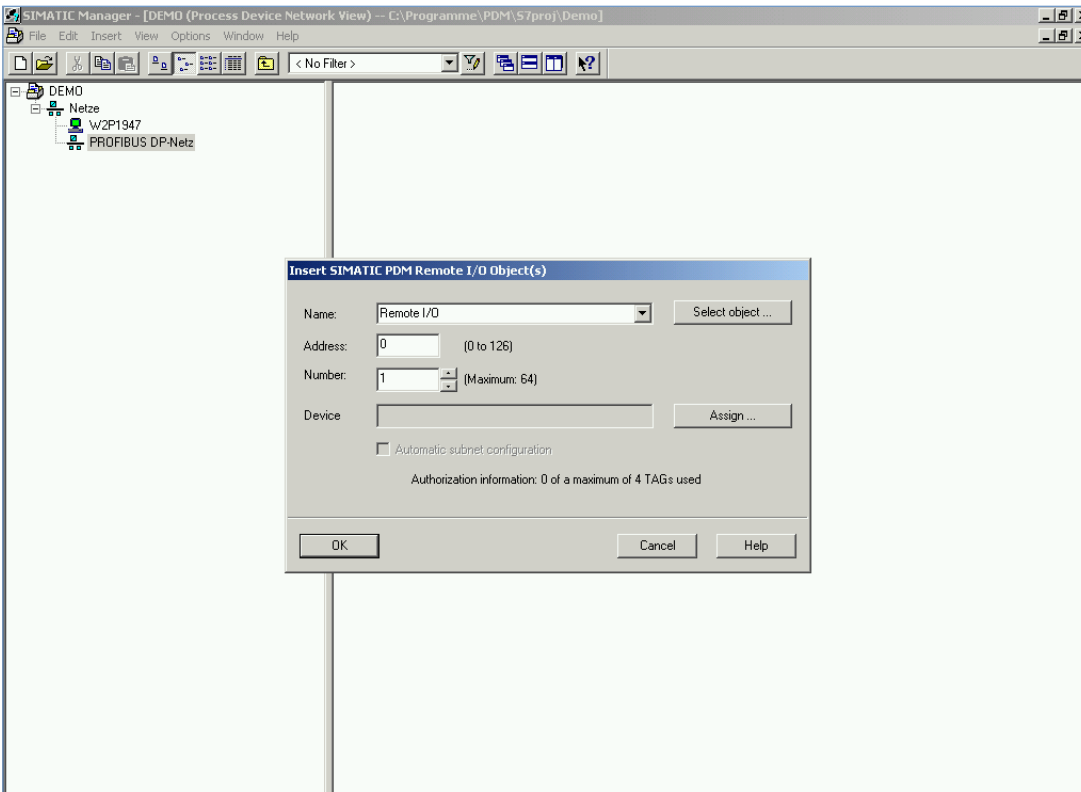 SIMATIC Manager - [DEMO (Process Device Network View) -- C:\Programme\PDM\S7proj\Demo]
File Edit Insert View Options Window Help
< No Filter >
DEMO
Netze
W2P1947
PROFIBUS DP-Netz
Insert SIMATIC PDM Remote I/O Object(s)
Name: Remote I/O Select object ...
Address: 0 (0 to 126)
Number: 1 (Maximum: 64)
Device Assign ...
Automatic subnet configuration
Authorization information: 0 of a maximum of 4 TAGs used
OK Cancel Help